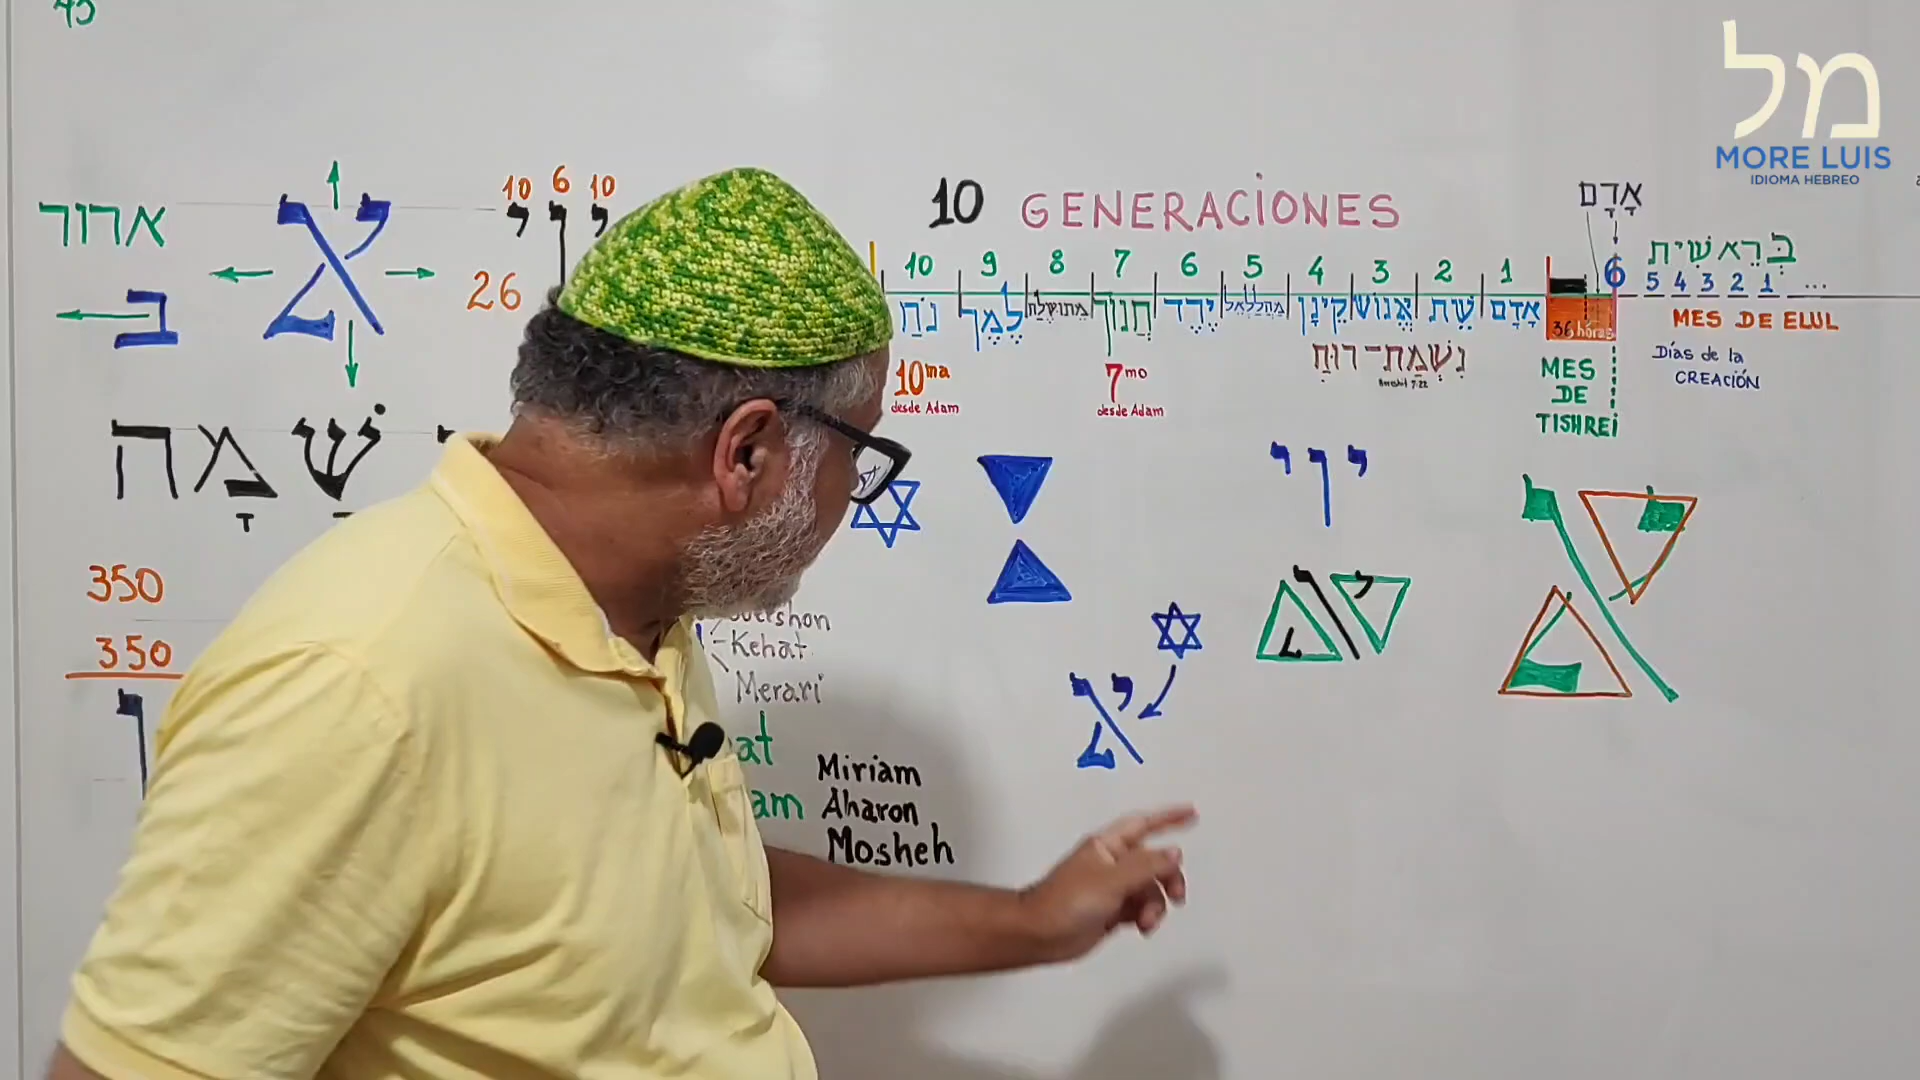 45
מל
MORE LUIS
IDIOMA HEBREO
10 GENERACIONES
10 9 8 7 6 5 4 3 2 1
נֹחַ לֶמֶךְ מְתוּשֶׁלַח חֲנוֹךְ יֶרֶד מַהֲלַלְאֵל קֵינָן אֱנוֹשׁ שֵׁת אָדָם
10ma
desde Adam
7mo
desde Adam
נִשְׁמַת-רוּחַ
36 horas
MES
DE
TISHREi
אָדָם
בְּרֵאשִׁית
6 5 4 3 2 1 ...
MES DE ELUL
Días de la
CREACIÓN
ארור
א
ב
10 6 10
י ו י
26
שׁמָּה
350
350
ו
Kehat
Merari
Miriam
Aharon
Mosheh
י ו י
א